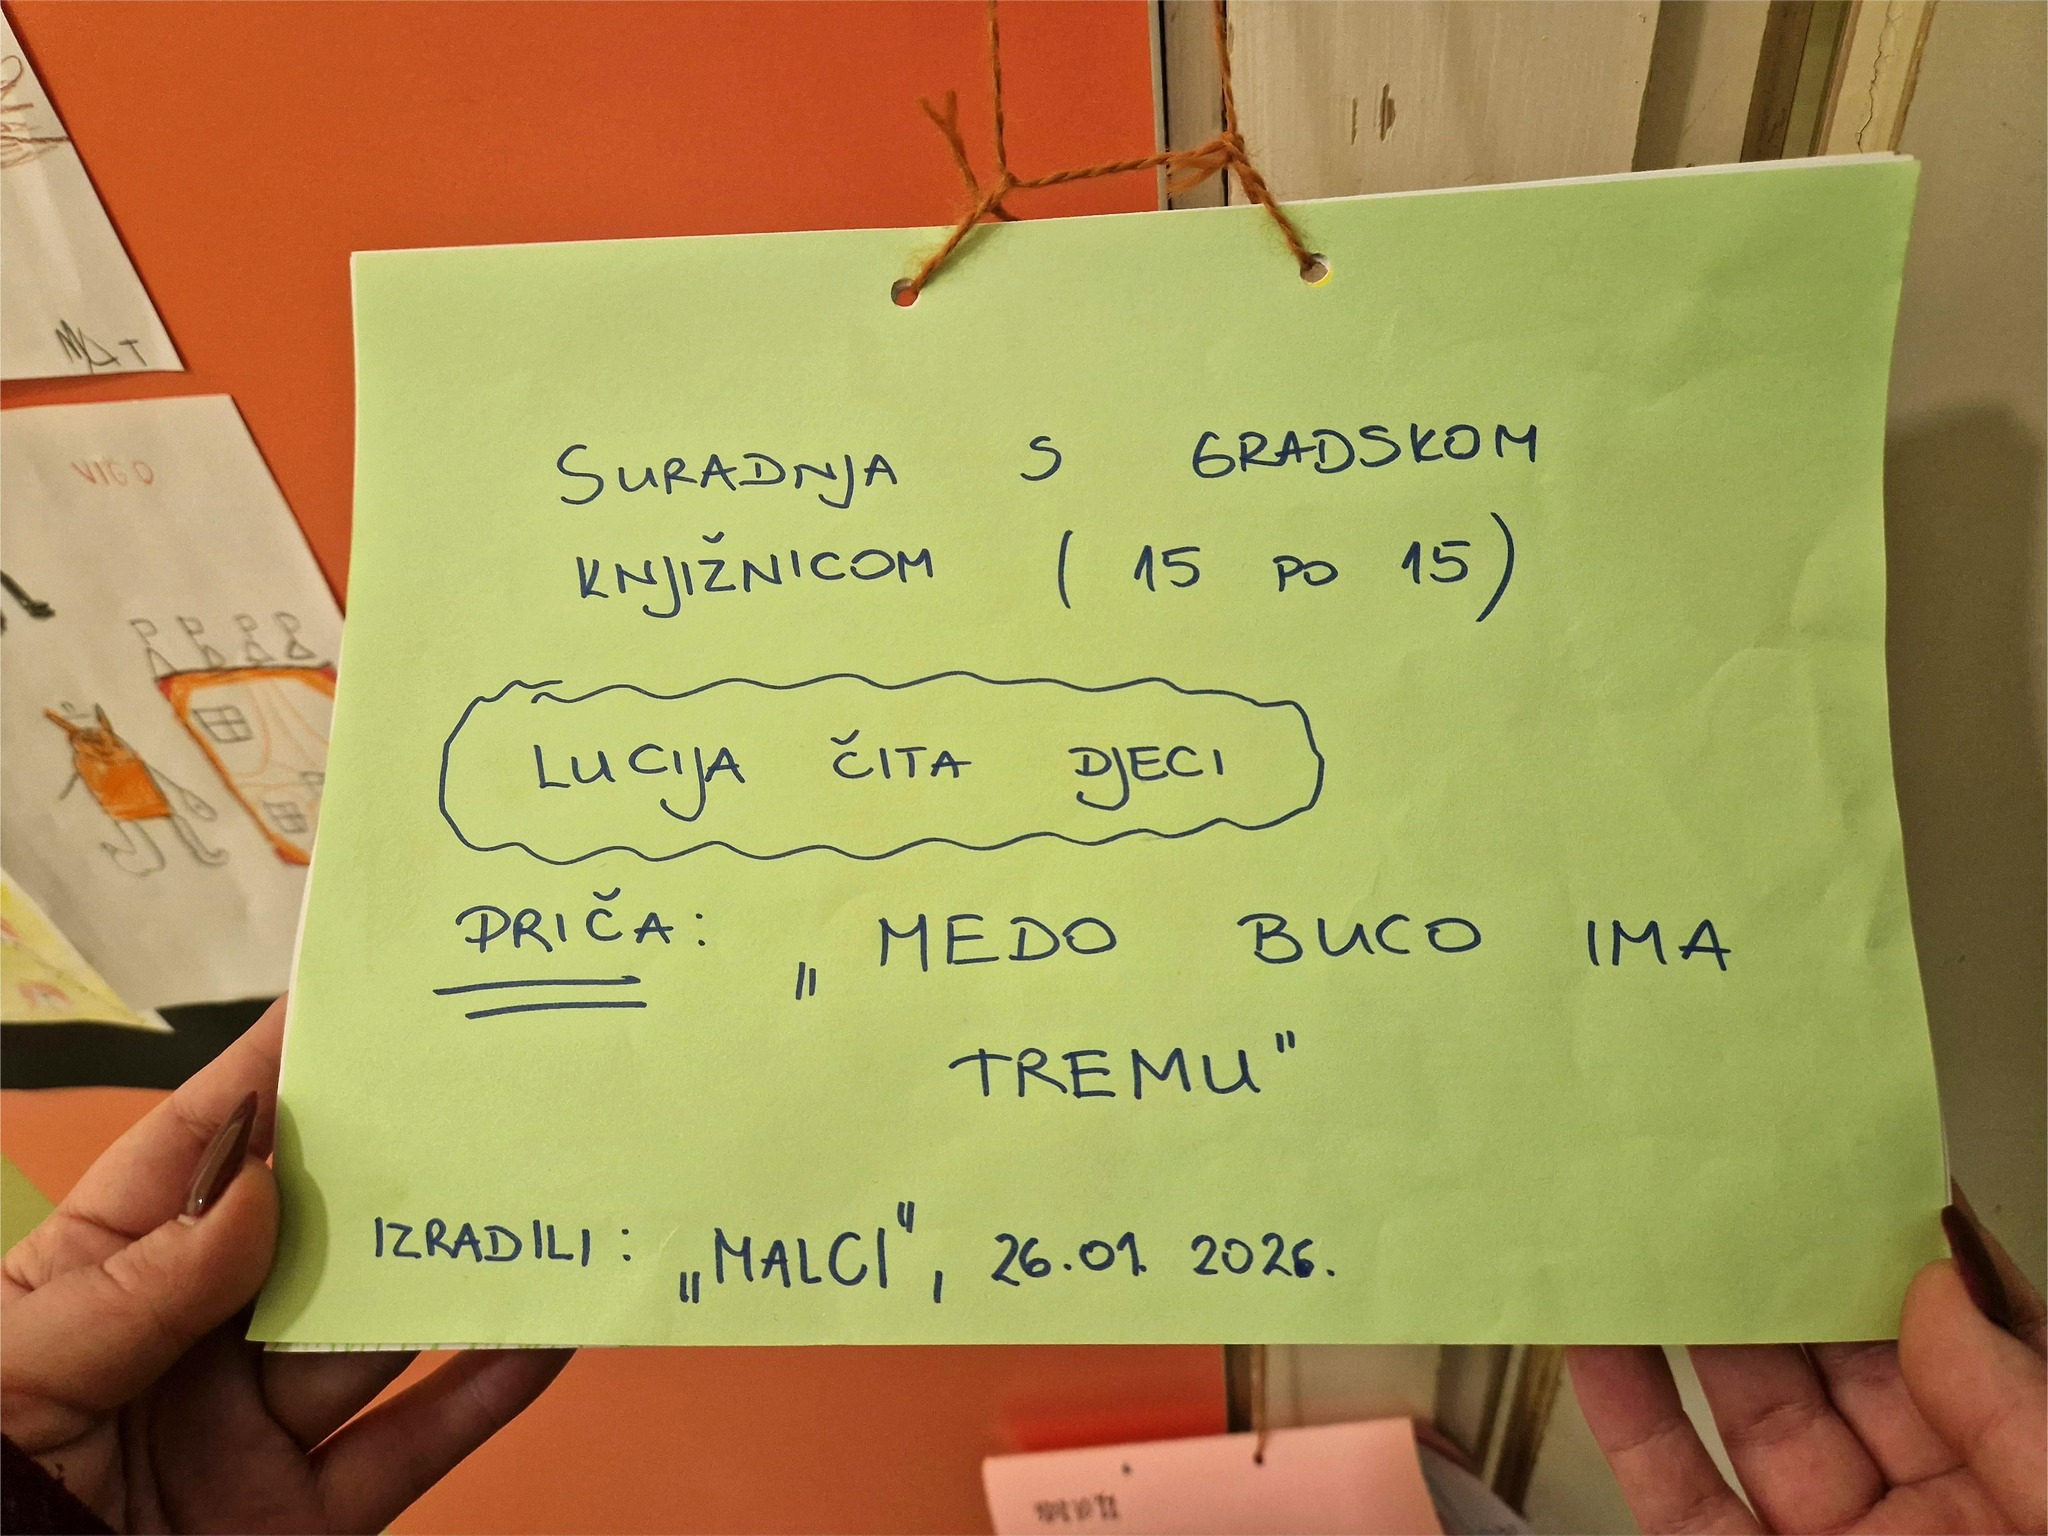 SURADNJA S GRADSKOM
KNJIŽNICOM ( 15 PO 15)
LUCIJA ČITA DJECI
PRIČA: „MEDO BUCO IMA
TREMU"
IZRADILI: „MALCI", 26.01. 2026.
MAT
VIGO